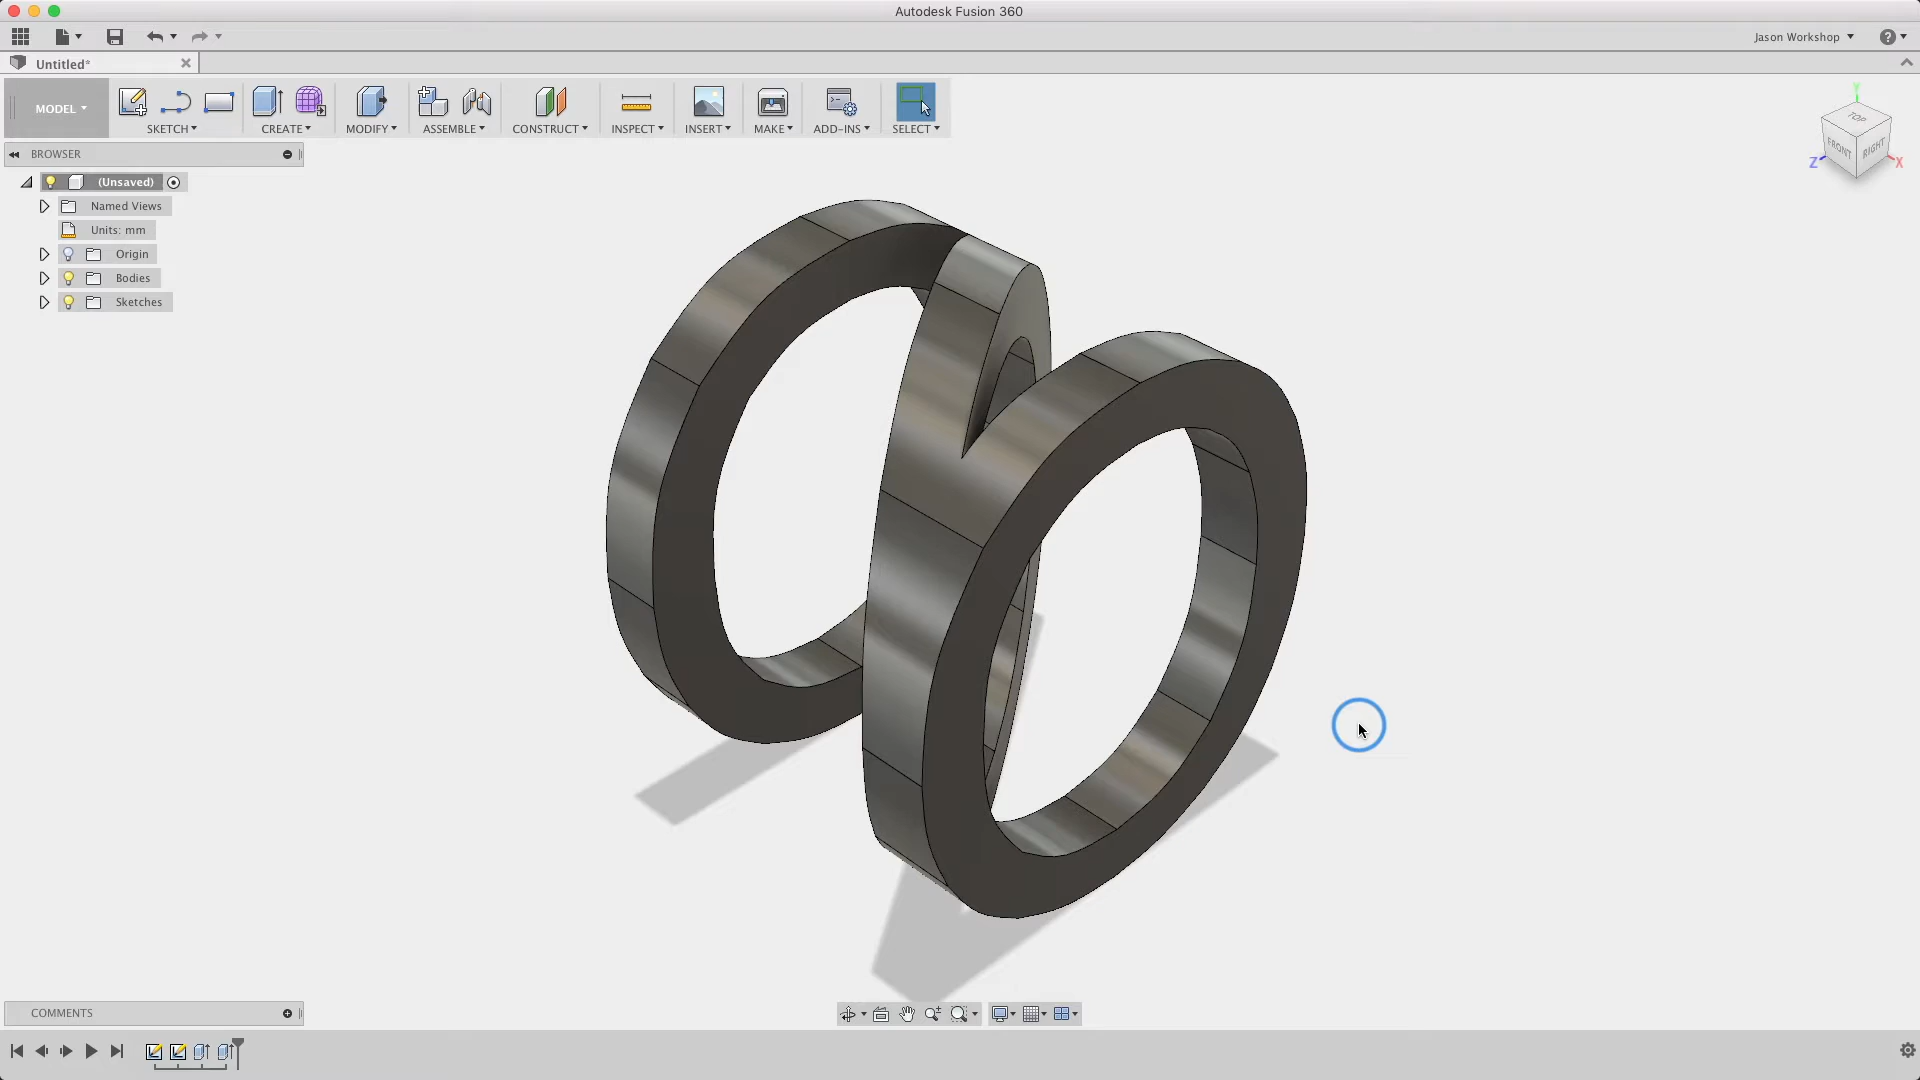 Autodesk Fusion 360
Jason Workshop
Untitled*
MODEL
SKETCH
CREATE
MODIFY
ASSEMBLE
CONSTRUCT
INSPECT
INSERT
MAKE
ADD-INS
SELECT
BROWSER
(Unsaved)
Named Views
Units: mm
Origin
Bodies
Sketches
Y
TOP
FRONT
RIGHT
Z
X
COMMENTS